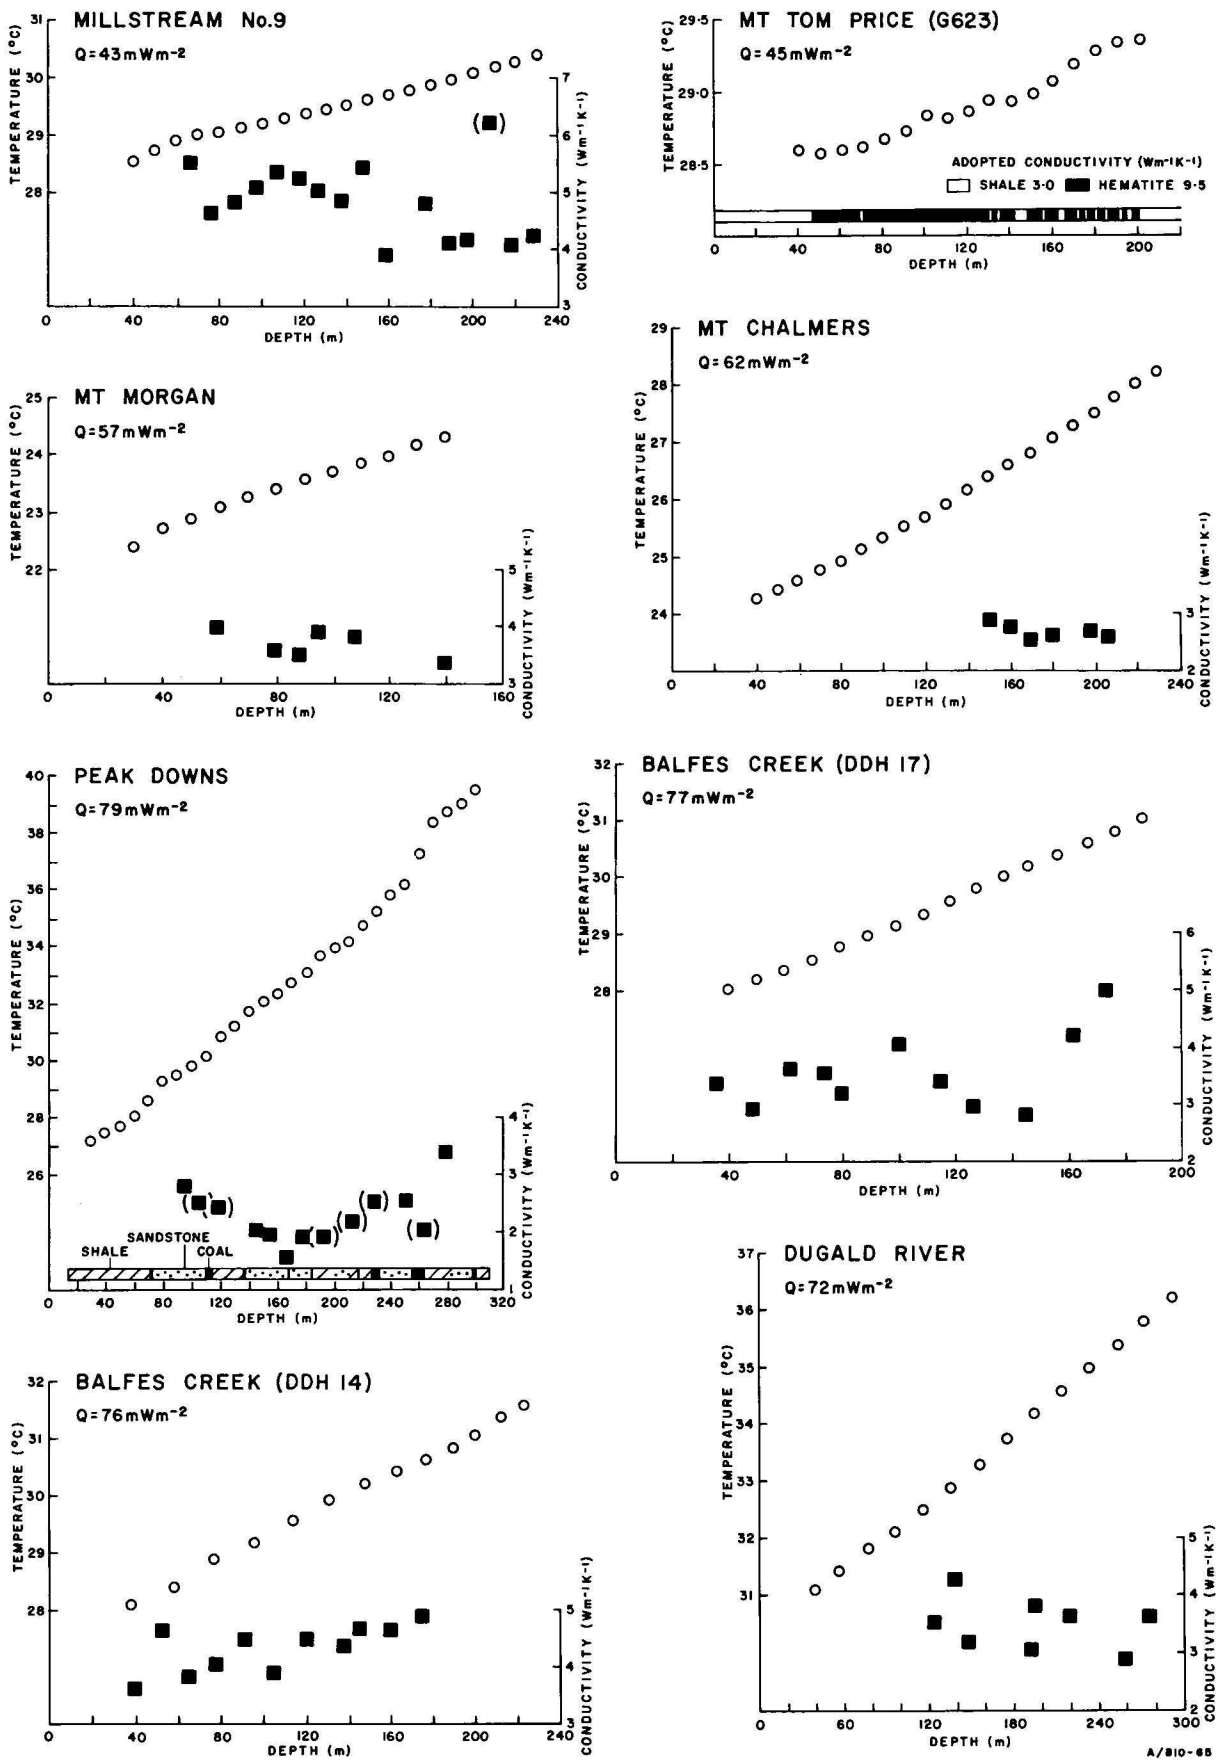 MILLSTREAM No.9
Q=43mWm-2
TEMPERATURE (°C)
31
30
29
28
7
6
5
4
3
CONDUCTIVITY (Wm-1K-1)
( )
0 40 80 120 160 200 240
DEPTH (m)
MT TOM PRICE (G623)
Q=45mWm-2
TEMPERATURE (°C)
29·5
29·0
28·5
ADOPTED CONDUCTIVITY (Wm-1K-1)
SHALE 3·0 HEMATITE 9·5
0 40 80 120 160 200
DEPTH (m)
MT MORGAN
Q=57mWm-2
TEMPERATURE (°C)
25
24
23
22
5
4
3
CONDUCTIVITY (Wm-1K-1)
0 40 80 120 160
DEPTH (m)
MT CHALMERS
Q=62mWm-2
TEMPERATURE (°C)
29
28
27
26
25
24
3
2
CONDUCTIVITY (Wm-1K-1)
0 40 80 120 160 200 240
DEPTH (m)
PEAK DOWNS
Q=79mWm-2
TEMPERATURE (°C)
40
38
36
34
32
30
28
26
4
3
2
1
CONDUCTIVITY (Wm-1K-1)
SANDSTONE
SHALE COAL
0 40 80 120 160 200 240 280 320
DEPTH (m)
BALFES CREEK (DDH 17)
Q=77mWm-2
TEMPERATURE (°C)
32
31
30
29
28
6
5
4
3
2
CONDUCTIVITY (Wm-1K-1)
0 40 80 120 160 200
DEPTH (m)
BALFES CREEK (DDH 14)
Q=76mWm-2
TEMPERATURE (°C)
32
31
30
29
28
5
4
3
CONDUCTIVITY (Wm-1K-1)
0 40 80 120 160 200 240
DEPTH (m)
DUGALD RIVER
Q=72mWm-2
TEMPERATURE (°C)
37
36
35
34
33
32
31
5
4
3
2
CONDUCTIVITY (Wm-1K-1)
0 60 120 180 240 300
DEPTH (m)
A/B10-65